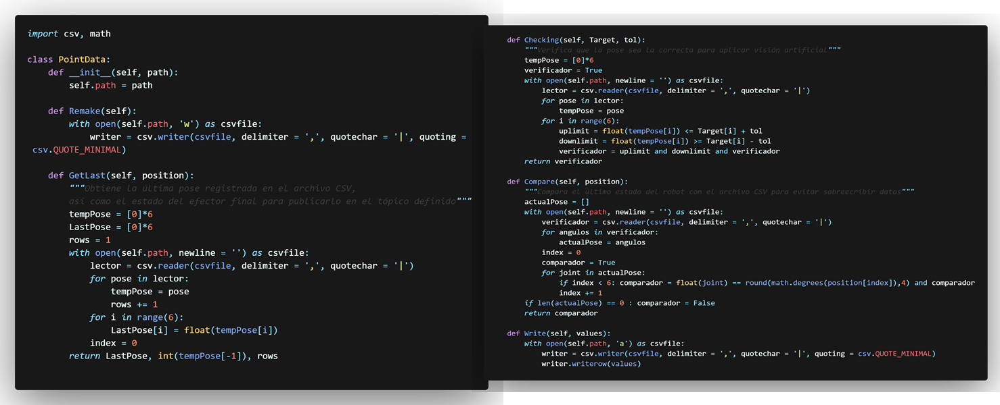 import csv, math
class PointData:
    def __init__(self, path):
        self.path = path
    def Remake(self):
        with open(self.path, 'w') as csvfile:
            writer = csv.writer(csvfile, delimiter = ',', quotechar = '|', quoting =
 csv.QUOTE_MINIMAL)
    def GetLast(self, position):
        """Obtiene la última pose registrada en el archivo CSV,
        así como el estado del efector final para publicarlo en el tópico definido"""
        tempPose = [0]*6
        LastPose = [0]*6
        rows = 1
        with open(self.path, newline = '') as csvfile:
            lector = csv.reader(csvfile, delimiter = ',', quotechar = '|')
            for pose in lector:
                tempPose = pose
                rows += 1
            for i in range(6):
                LastPose[i] = float(tempPose[i])
            index = 0
        return LastPose, int(tempPose[-1]), rows
    def Checking(self, Target, tol):
        """Verifica que la pose sea la correcta para aplicar visión artificial"""
        tempPose = [0]*6
        verificador = True
        with open(self.path, newline = '') as csvfile:
            lector = csv.reader(csvfile, delimiter = ',', quotechar = '|')
            for pose in lector:
                tempPose = pose
            for i in range(6):
                uplimit = float(tempPose[i]) <= Target[i] + tol
                downlimit = float(tempPose[i]) >= Target[i] - tol
                verificador = uplimit and downlimit and verificador
        return verificador
    def Compare(self, position):
        """Compara el último estado del robot con el archivo CSV para evitar sobreecribir datos"""
        actualPose = []
        with open(self.path, newline = '') as csvfile:
            verificador = csv.reader(csvfile, delimiter = ',', quotechar = '|')
            for angulos in verificador:
                actualPose = angulos
            index = 0
            comparador = True
            for joint in actualPose:
                if index < 6: comparador = float(joint) == round(math.degrees(position[index]),4) and comparador
                index += 1
        if len(actualPose) == 0 : comparador = False
        return comparador
    def Write(self, values):
        with open(self.path, 'a') as csvfile:
            writer = csv.writer(csvfile, delimiter = ',', quotechar = '|', quoting = csv.QUOTE_MINIMAL)
            writer.writerow(values)